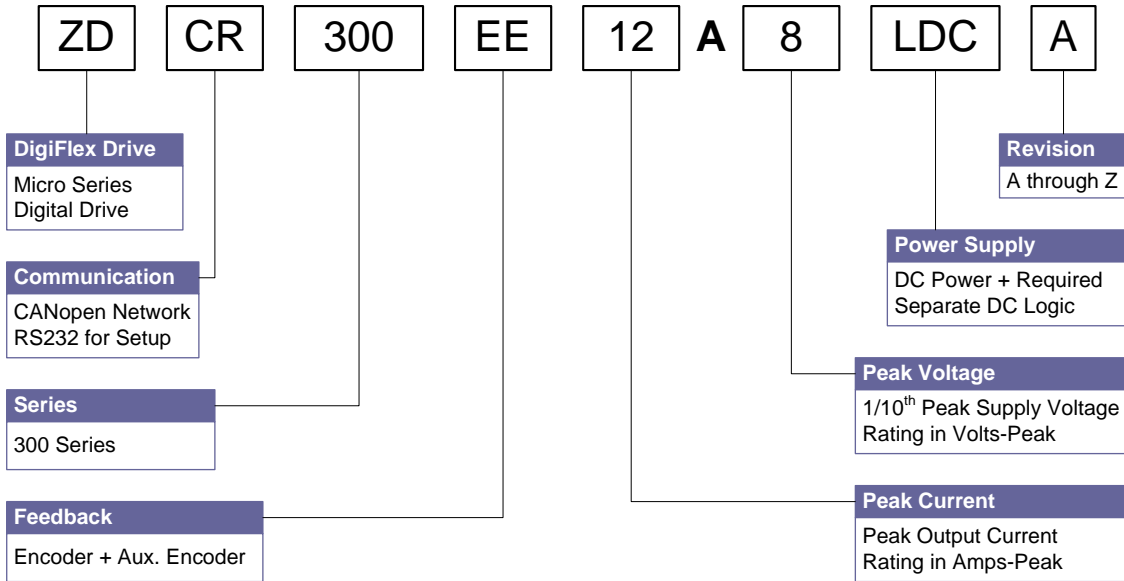 ZD CR 300 EE 12 A 8 LDC A
DigiFlex Drive
Micro Series
Digital Drive
Revision
A through Z
Power Supply
DC Power + Required
Separate DC Logic
Communication
CANopen Network
RS232 for Setup
Peak Voltage
1/10th Peak Supply Voltage
Rating in Volts-Peak
Series
300 Series
Peak Current
Peak Output Current
Rating in Amps-Peak
Feedback
Encoder + Aux. Encoder